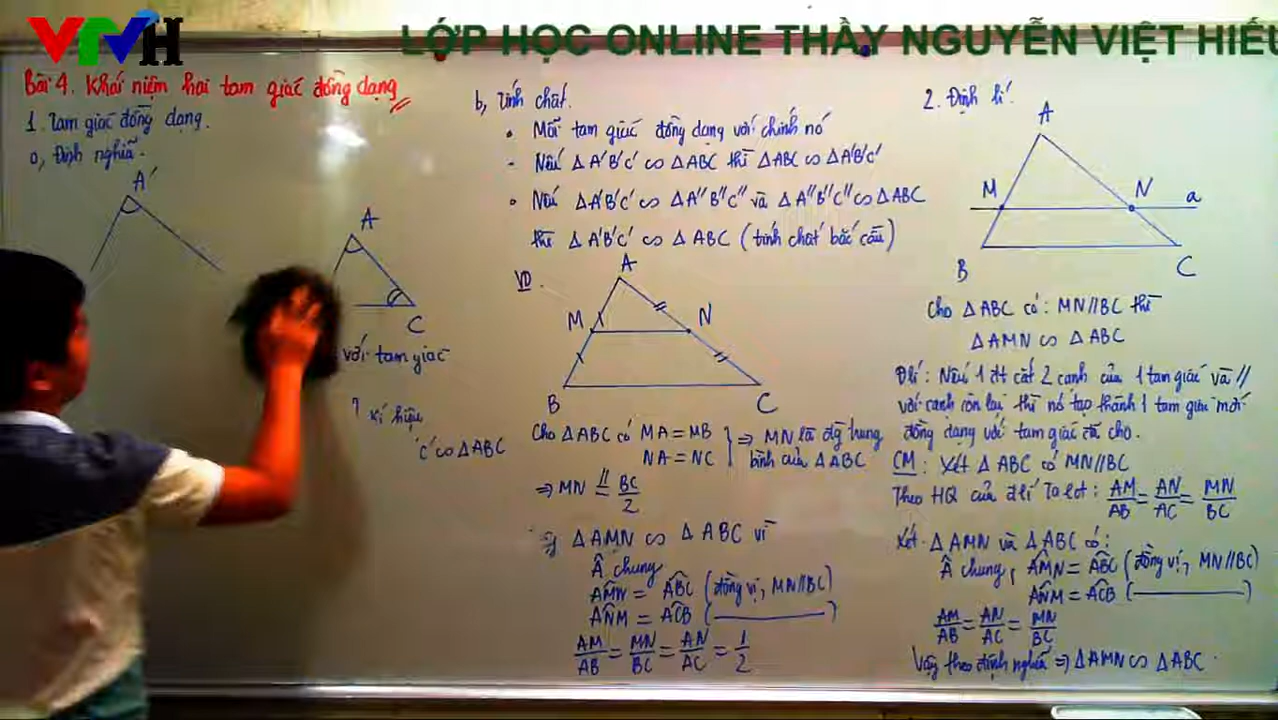 VTVH
LỚP HỌC ONLINE THẦY NGUYỄN VIỆT HIẾU
Bài 4. Khái niệm hai tam giác đồng dạng
1. Tam giác đồng dạng.
a, Định nghĩa.
A'
A
C
với tam giác
kí hiệu
C' ∽ ΔABC
b, Tính chất.
• Mỗi tam giác đồng dạng với chính nó
- Nếu ΔA'B'C' ∽ ΔABC thì ΔABC ∽ ΔA'B'C'
• Nếu ΔA'B'C' ∽ ΔA''B''C'' và ΔA''B''C'' ∽ ΔABC
thì ΔA'B'C' ∽ ΔABC (tính chất bắc cầu)
VD.
A
M
N
B
C
Cho ΔABC có MA = MB
NA = NC
⇒ MN là đg trung
bình của ΔABC
⇒ MN // = BC/2
ΔAMN ∽ ΔABC vì
Â chung
AMN = ABC (đồng vị, MN//BC)
ANM = ACB (————)
AM/AB = MN/BC = AN/AC = 1/2
2. Định lí.
A
M
N
a
B
C
Cho ΔABC có: MN//BC thì
ΔAMN ∽ ΔABC
Đlí: Nếu 1 đt cắt 2 cạnh của 1 tam giác và //
với cạnh còn lại thì nó tạo thành 1 tam giác mới
đồng dạng với tam giác đã cho.
CM: Xét ΔABC có MN//BC
Theo HQ của đlí Talet: AM/AB = AN/AC = MN/BC
Xét ΔAMN và ΔABC có:
Â chung, AMN = ABC (đồng vị, MN//BC)
ANM = ACB (————)
AM/AB = AN/AC = MN/BC
Vậy theo định nghĩa ⇒ ΔAMN ∽ ΔABC.